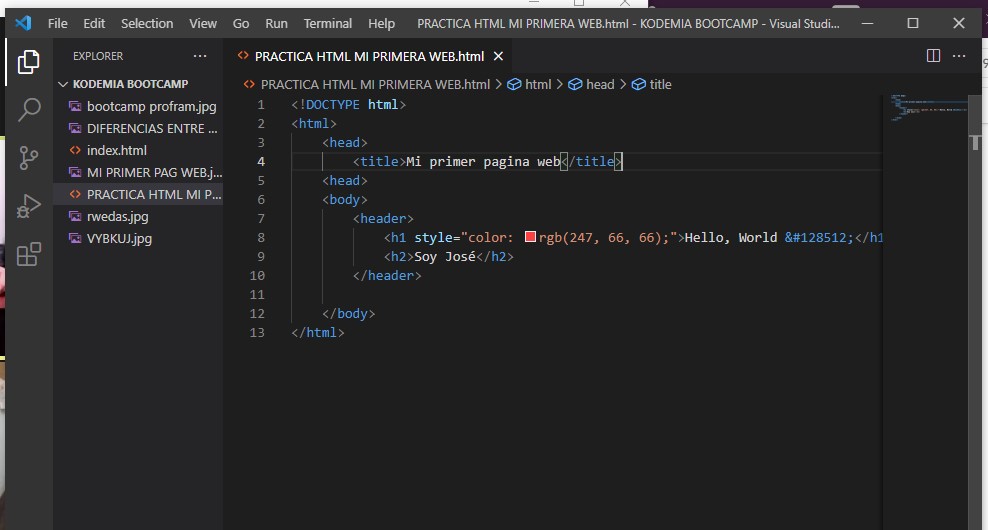 File Edit Selection View Go Run Terminal Help PRACTICA HTML MI PRIMERA WEB.html - KODEMIA BOOTCAMP - Visual Studi...
EXPLORER ...
KODEMIA BOOTCAMP
bootcamp profram.jpg
DIFERENCIAS ENTRE ...
index.html
MI PRIMER PAG WEB.j...
PRACTICA HTML MI P...
rwedas.jpg
VYBKUJ.jpg
PRACTICA HTML MI PRIMERA WEB.html
PRACTICA HTML MI PRIMERA WEB.html > html > head > title
1 <!DOCTYPE html>
2 <html>
3 <head>
4 <title>Mi primer pagina web</title>
5 <head>
6 <body>
7 <header>
8 <h1 style="color: rgb(247, 66, 66);">Hello, World &#128512;</h1
9 <h2>Soy José</h2>
10 </header>
11
12 </body>
13 </html>